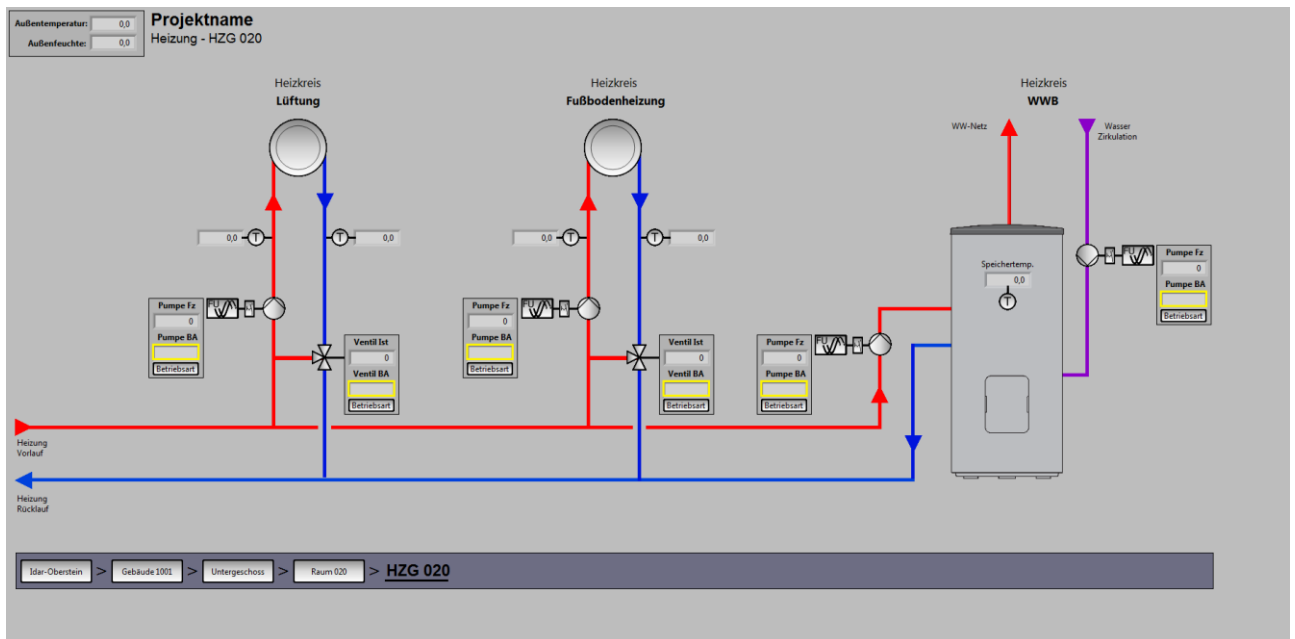 Außentemperatur: 0,0
Außenfeuchte: 0,0
Projektname
Heizung - HZG 020
Heizkreis
Lüftung
Heizkreis
Fußbodenheizung
Heizkreis
WWB
WW-Netz
Wasser
Zirkulation
0,0 T
T 0,0
0,0 T
T 0,0
Speichertemp.
0,0
T
FU
M
Pumpe Fz
0
Pumpe BA
Betriebsart
Pumpe Fz
0
Pumpe BA
Betriebsart
FU
M
Ventil Ist
0
Ventil BA
Betriebsart
Pumpe Fz
0
Pumpe BA
Betriebsart
FU
M
Ventil Ist
0
Ventil BA
Betriebsart
Pumpe Fz
0
Pumpe BA
Betriebsart
FU
M
Heizung
Vorlauf
Heizung
Rücklauf
Idar-Oberstein > Gebäude 1001 > Untergeschoss > Raum 020 > HZG 020